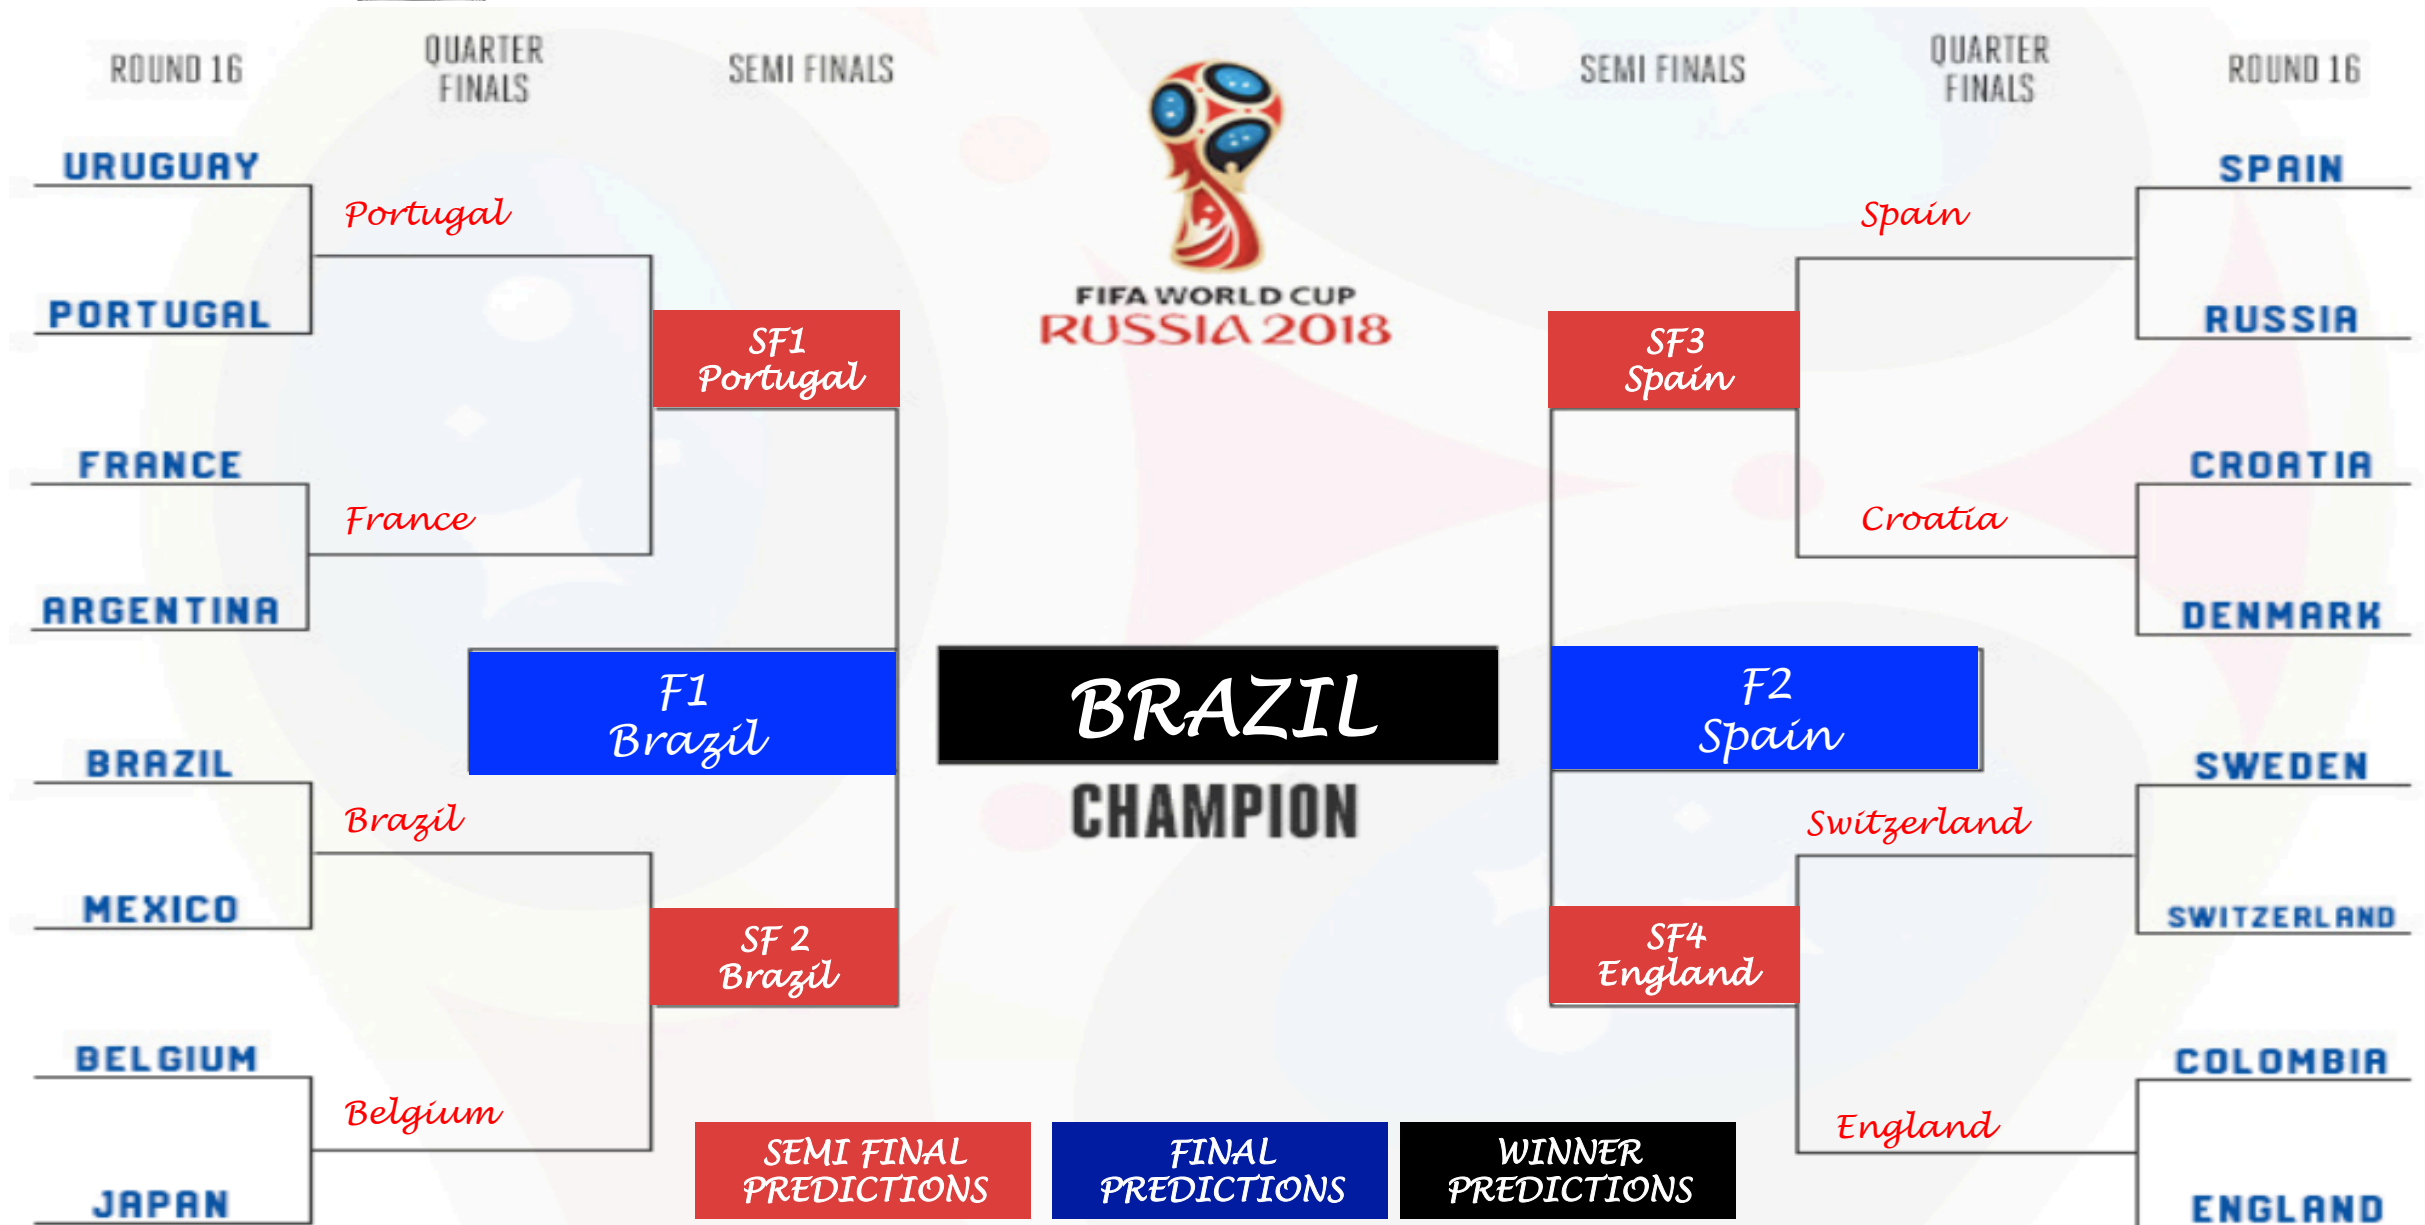 ROUND 16
QUARTER
FINALS
SEMI FINALS
SEMI FINALS
QUARTER
FINALS
ROUND 16
URUGUAY
Portugal
PORTUGAL
FRANCE
France
ARGENTINA
BRAZIL
Brazil
MEXICO
BELGIUM
Belgium
JAPAN
SF1
Portugal
F1
Brazil
SF 2
Brazil
FIFA WORLD CUP
RUSSIA 2018
BRAZIL
CHAMPION
SF3
Spain
F2
Spain
SF4
England
SPAIN
Spain
RUSSIA
CROATIA
Croatia
DENMARK
SWEDEN
Switzerland
SWITZERLAND
COLOMBIA
England
ENGLAND
SEMI FINAL
PREDICTIONS
FINAL
PREDICTIONS
WINNER
PREDICTIONS